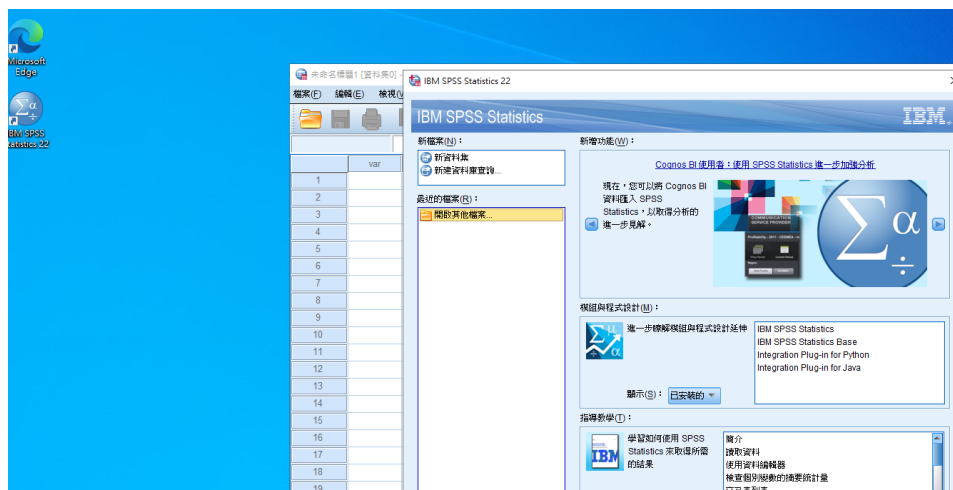 Microsoft
Edge
IBM SPSS
Statistics 22
未命名標題1 [資料集0] -
檔案(F) 編輯(E) 檢視(V
var
1
2
3
4
5
6
7
8
9
10
11
12
13
14
15
16
17
18
19
IBM SPSS Statistics 22
IBM SPSS Statistics
IBM
新檔案(N)：
新資料集
新建資料庫查詢...
最近的檔案(R)：
開啟其他檔案...
新增功能(W)：
Cognos BI 使用者：使用 SPSS Statistics 進一步加強分析
現在，您可以將 Cognos BI
資料匯入 SPSS
Statistics，以取得分析的
進一步見解。
COMMUNICATION
SERVICE PROVIDER
Σ α ÷
模組與程式設計(M)：
進一步瞭解模組與程式設計延伸
IBM SPSS Statistics
IBM SPSS Statistics Base
Integration Plug-in for Python
Integration Plug-in for Java
顯示(S)： 已安裝的
指導教學(T)：
IBM
學習如何使用 SPSS
Statistics 來取得所需
的結果
簡介
讀取資料
使用資料編輯器
檢查個別變數的摘要統計量